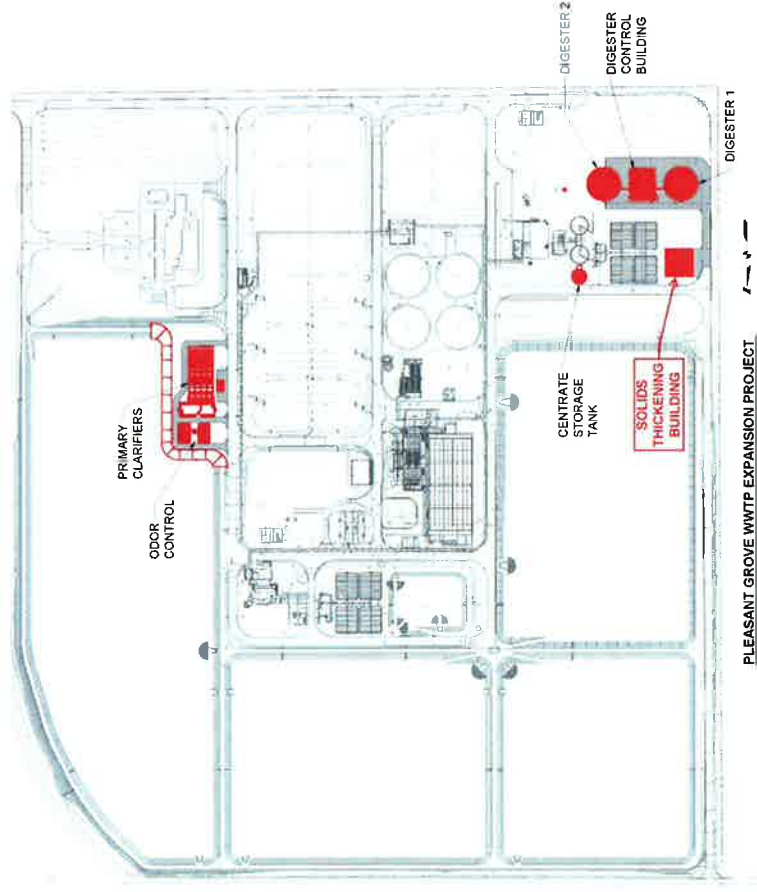 PRIMARY
CLARIFIERS
ODOR
CONTROL
DIGESTER 2
DIGESTER
CONTROL
BUILDING
DIGESTER 1
CENTRATE
STORAGE
TANK
SOLIDS
THICKENING
BUILDING
PLEASANT GROVE WWTP EXPANSION PROJECT